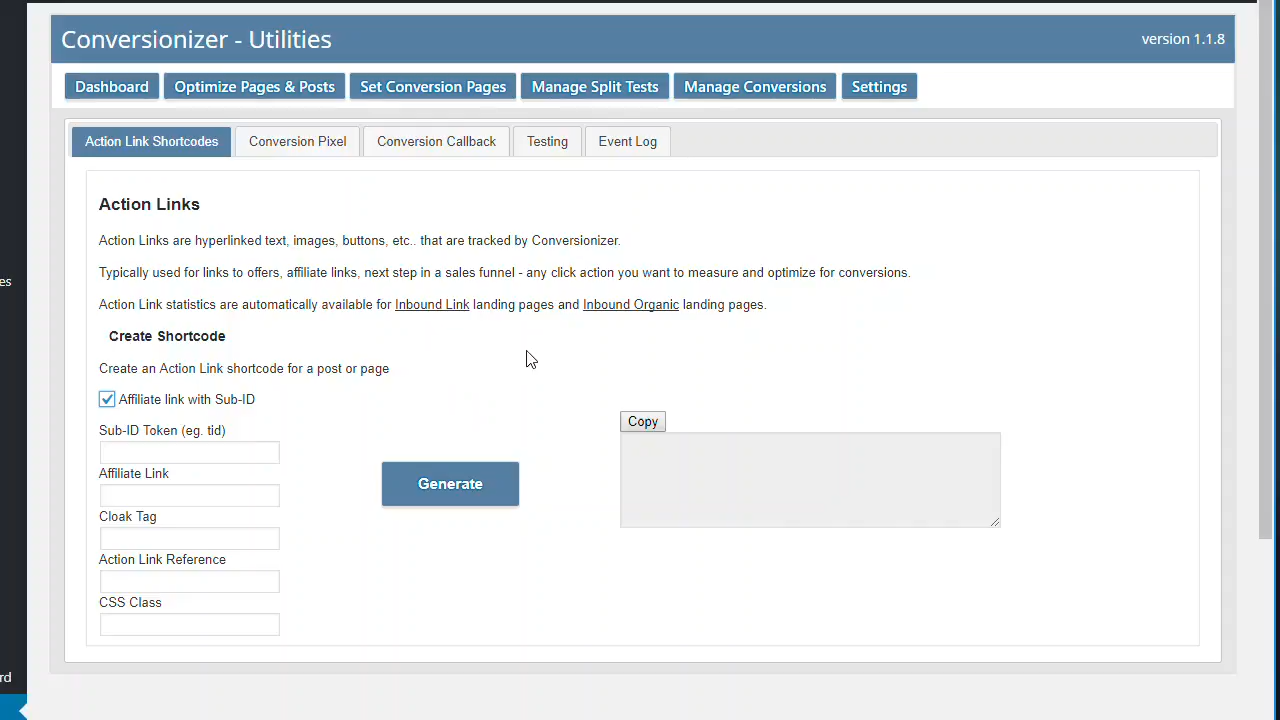 Conversionizer - Utilities
version 1.1.8
Dashboard
Optimize Pages & Posts
Set Conversion Pages
Manage Split Tests
Manage Conversions
Settings
Action Link Shortcodes
Conversion Pixel
Conversion Callback
Testing
Event Log
Action Links
Action Links are hyperlinked text, images, buttons, etc.. that are tracked by Conversionizer.
Typically used for links to offers, affiliate links, next step in a sales funnel - any click action you want to measure and optimize for conversions.
es
Action Link statistics are automatically available for Inbound Link landing pages and Inbound Organic landing pages.
Create Shortcode
Create an Action Link shortcode for a post or page
Affiliate link with Sub-ID
Copy
Sub-ID Token (eg. tid)
Affiliate Link
Generate
Cloak Tag
Action Link Reference
CSS Class
rd